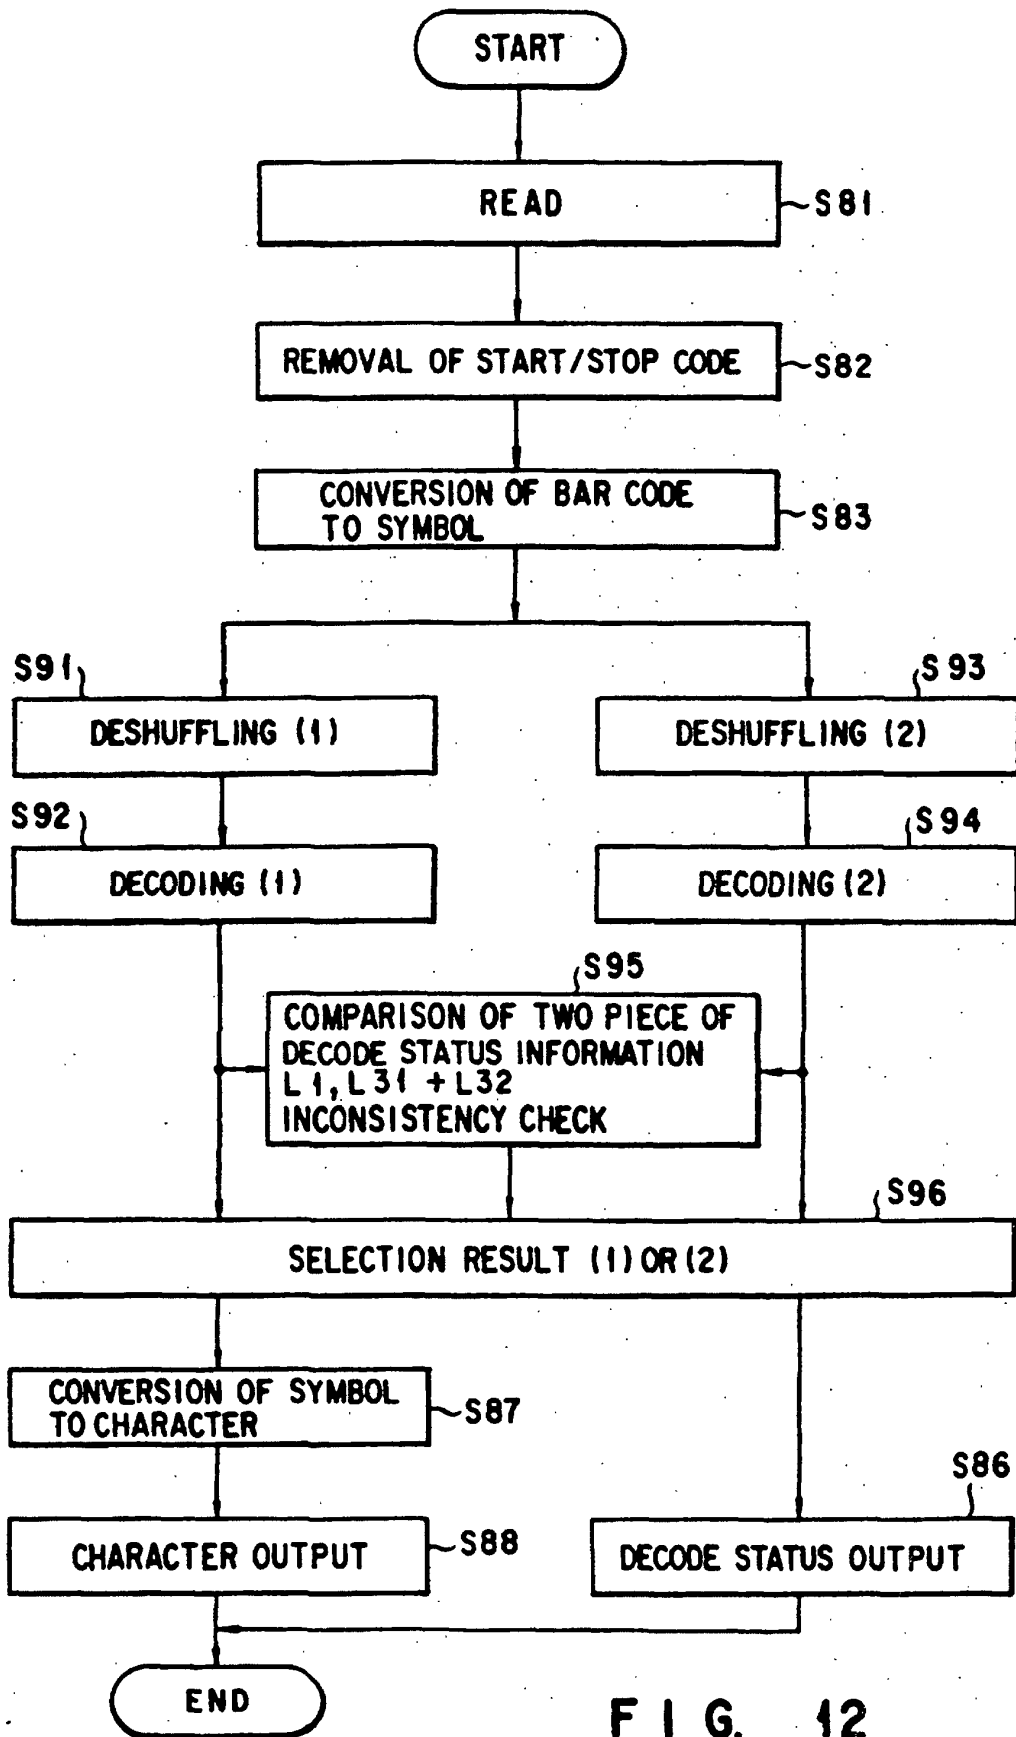 START
READ
S81
REMOVAL OF START/STOP CODE
S82
CONVERSION OF BAR CODE
TO SYMBOL
S83
S91
DESHUFFLING (1)
S93
DESHUFFLING (2)
S92
DECODING (1)
S94
DECODING (2)
S95
COMPARISON OF TWO PIECE OF
DECODE STATUS INFORMATION
L1, L31 + L32
INCONSISTENCY CHECK
S96
SELECTION RESULT (1) OR (2)
CONVERSION OF SYMBOL
TO CHARACTER
S87
S86
CHARACTER OUTPUT
S88
DECODE STATUS OUTPUT
END
FIG. 12